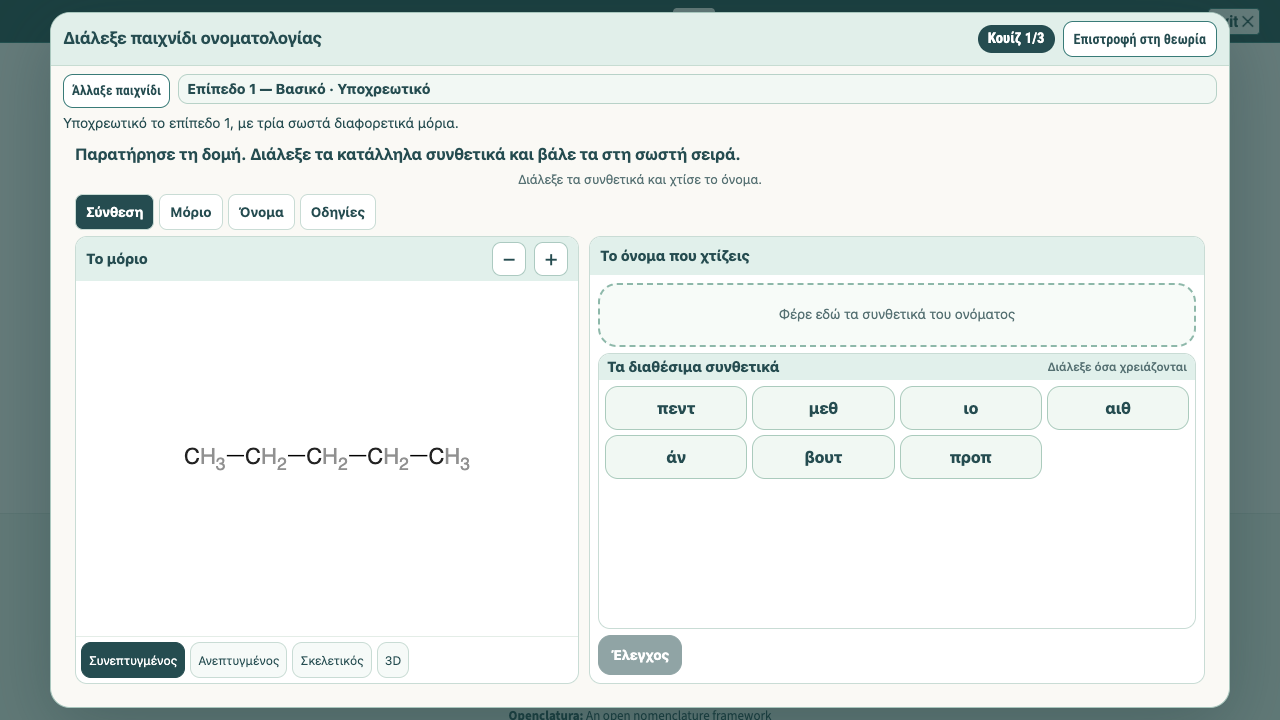 Διάλεξε παιχνίδι ονοματολογίας
Κουίζ 1/3
Επιστροφή στη θεωρία
Άλλαξε παιχνίδι
Επίπεδο 1 — Βασικό · Υποχρεωτικό
Υποχρεωτικό το επίπεδο 1, με τρία σωστά διαφορετικά μόρια.
Παρατήρησε τη δομή. Διάλεξε τα κατάλληλα συνθετικά και βάλε τα στη σωστή σειρά.
Διάλεξε τα συνθετικά και χτίσε το όνομα.
Σύνθεση Μόριο Όνομα Οδηγίες
Το μόριο
− +
CH3—CH2—CH2—CH2—CH3
Συνεπτυγμένος Ανεπτυγμένος Σκελετικός 3D
Το όνομα που χτίζεις
Φέρε εδώ τα συνθετικά του ονόματος
Τα διαθέσιμα συνθετικά Διάλεξε όσα χρειάζονται
πεντ μεθ ιο αιθ
άν βουτ προπ
Έλεγχος
Openclatura: An open nomenclature framework